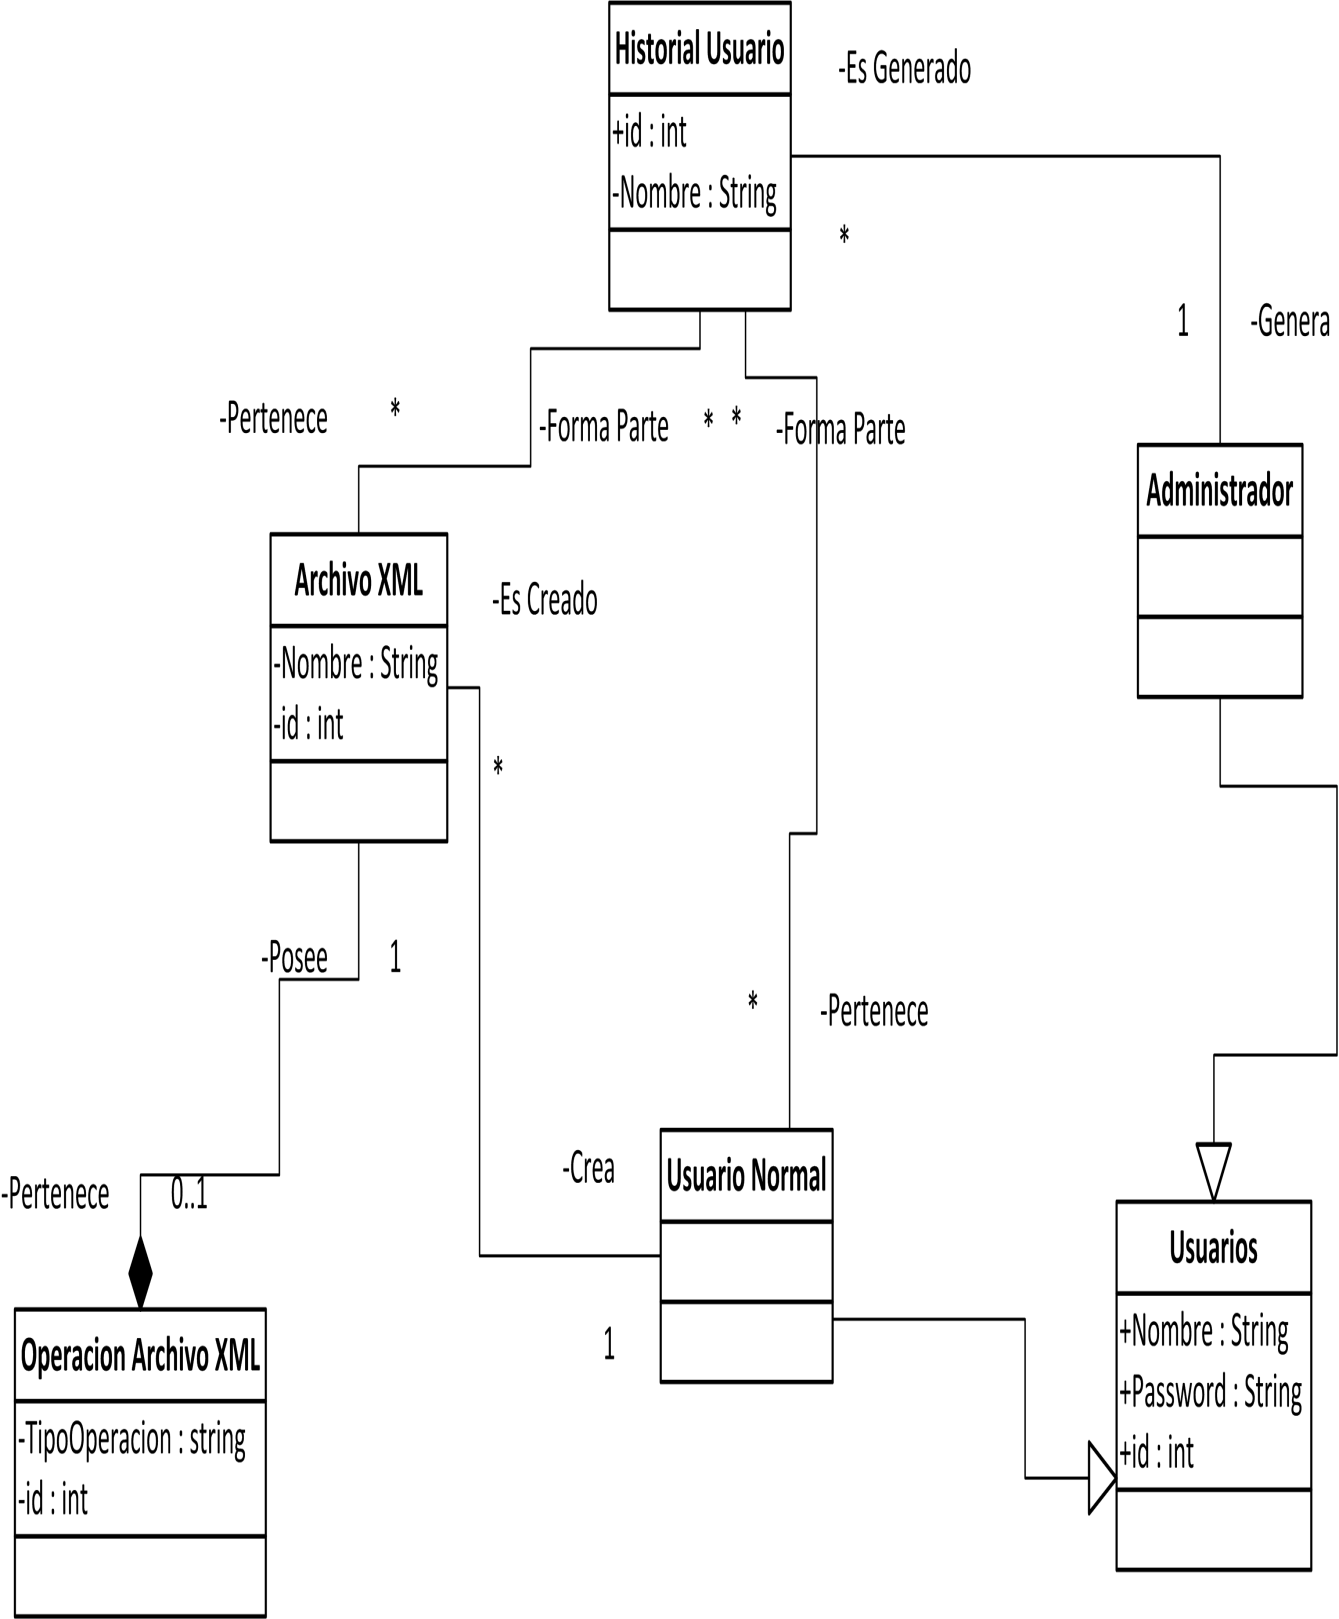 Historial Usuario
+id : int
-Nombre : String
-Es Generado
*
1
-Genera
-Pertenece
*
-Forma Parte
*
*
-Forma Parte
Administrador
Archivo XML
-Nombre : String
-id : int
-Es Creado
*
-Posee
1
*
-Pertenece
-Pertenece
0..1
-Crea
1
Usuario Normal
Usuarios
+Nombre : String
+Password : String
+id : int
Operacion Archivo XML
-TipoOperacion : string
-id : int